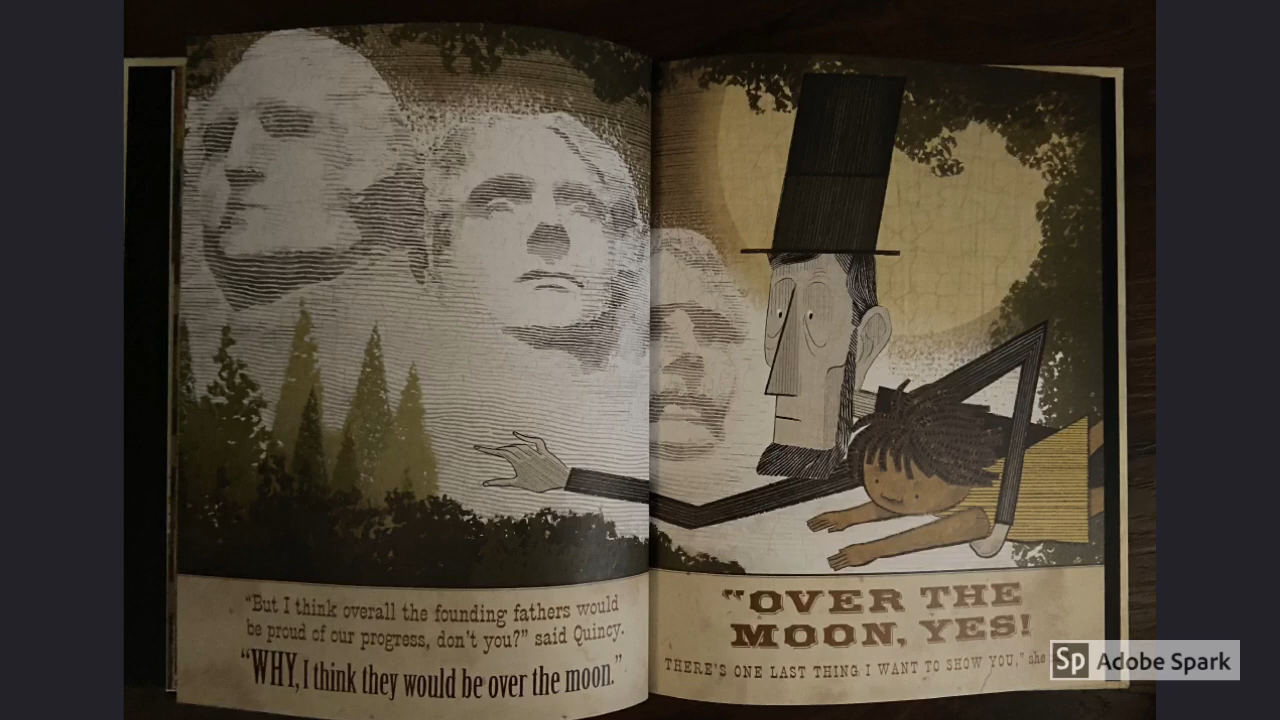 “But I think overall the founding fathers would
be proud of our progress, don’t you?” said Quincy.
“WHY, I think they would be over the moon.”
“OVER THE
MOON, YES!
THERE’S ONE LAST THING I WANT TO SHOW YOU,” she
Sp Adobe Spark